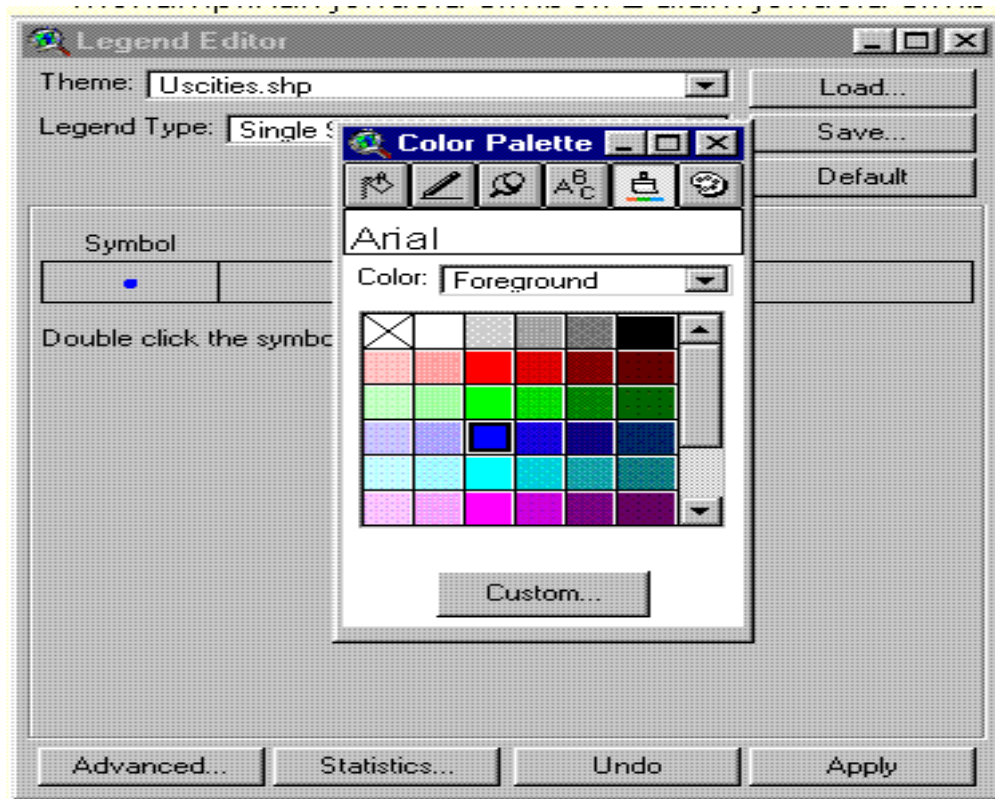 Legend Editor
Theme: Uscities.shp
Load...
Legend Type: Single
Save...
Default
Color Palette
A B C
Arial
Symbol
Color: Foreground
Double click the
Custom...
Advanced...
Statistics...
Undo
Apply